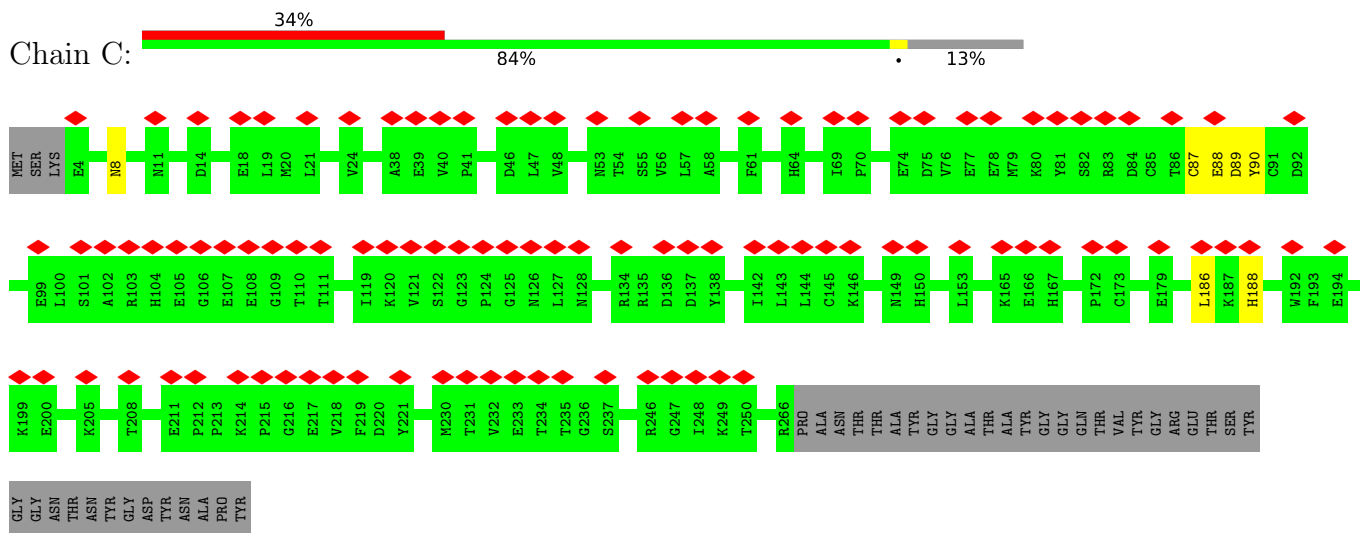 34%
Chain C:
84% • 13%
MET SER LYS E4 N8 N11 D14 E18 L19 M20 L21 V24 A38 E39 V40 P41 D46 L47 V48 N53 T54 S55 V56 L57 A58 F61 H64 I69 P70 E74 D75 V76 E77 E78 M79 K80 Y81 S82 R83 D84 C85 T86 C87 E88 D89 Y90 C91 D92
E99 L100 S101 A102 R103 H104 E105 G106 E107 E108 G109 T110 T111 I119 K120 V121 S122 G123 P124 G125 N126 L127 N128 R134 R135 D136 D137 Y138 I142 L143 L144 C145 K146 N149 H150 L153 K165 E166 H167 P172 C173 E179 L186 K187 H188 W192 F193 E194
K199 E200 K205 T208 E211 P212 P213 K214 P215 G216 E217 V218 F219 D220 Y221 M230 T231 V232 E233 T234 T235 G236 S237 R246 G247 I248 K249 T250 R266 PRO ALA ASN THR THR ALA TYR GLY GLY ALA THR ALA TYR GLY GLY GLN THR VAL TYR GLY ARG GLU THR SER TYR
GLY GLY ASN THR ASN TYR GLY ASP TYR ASN ALA PRO TYR